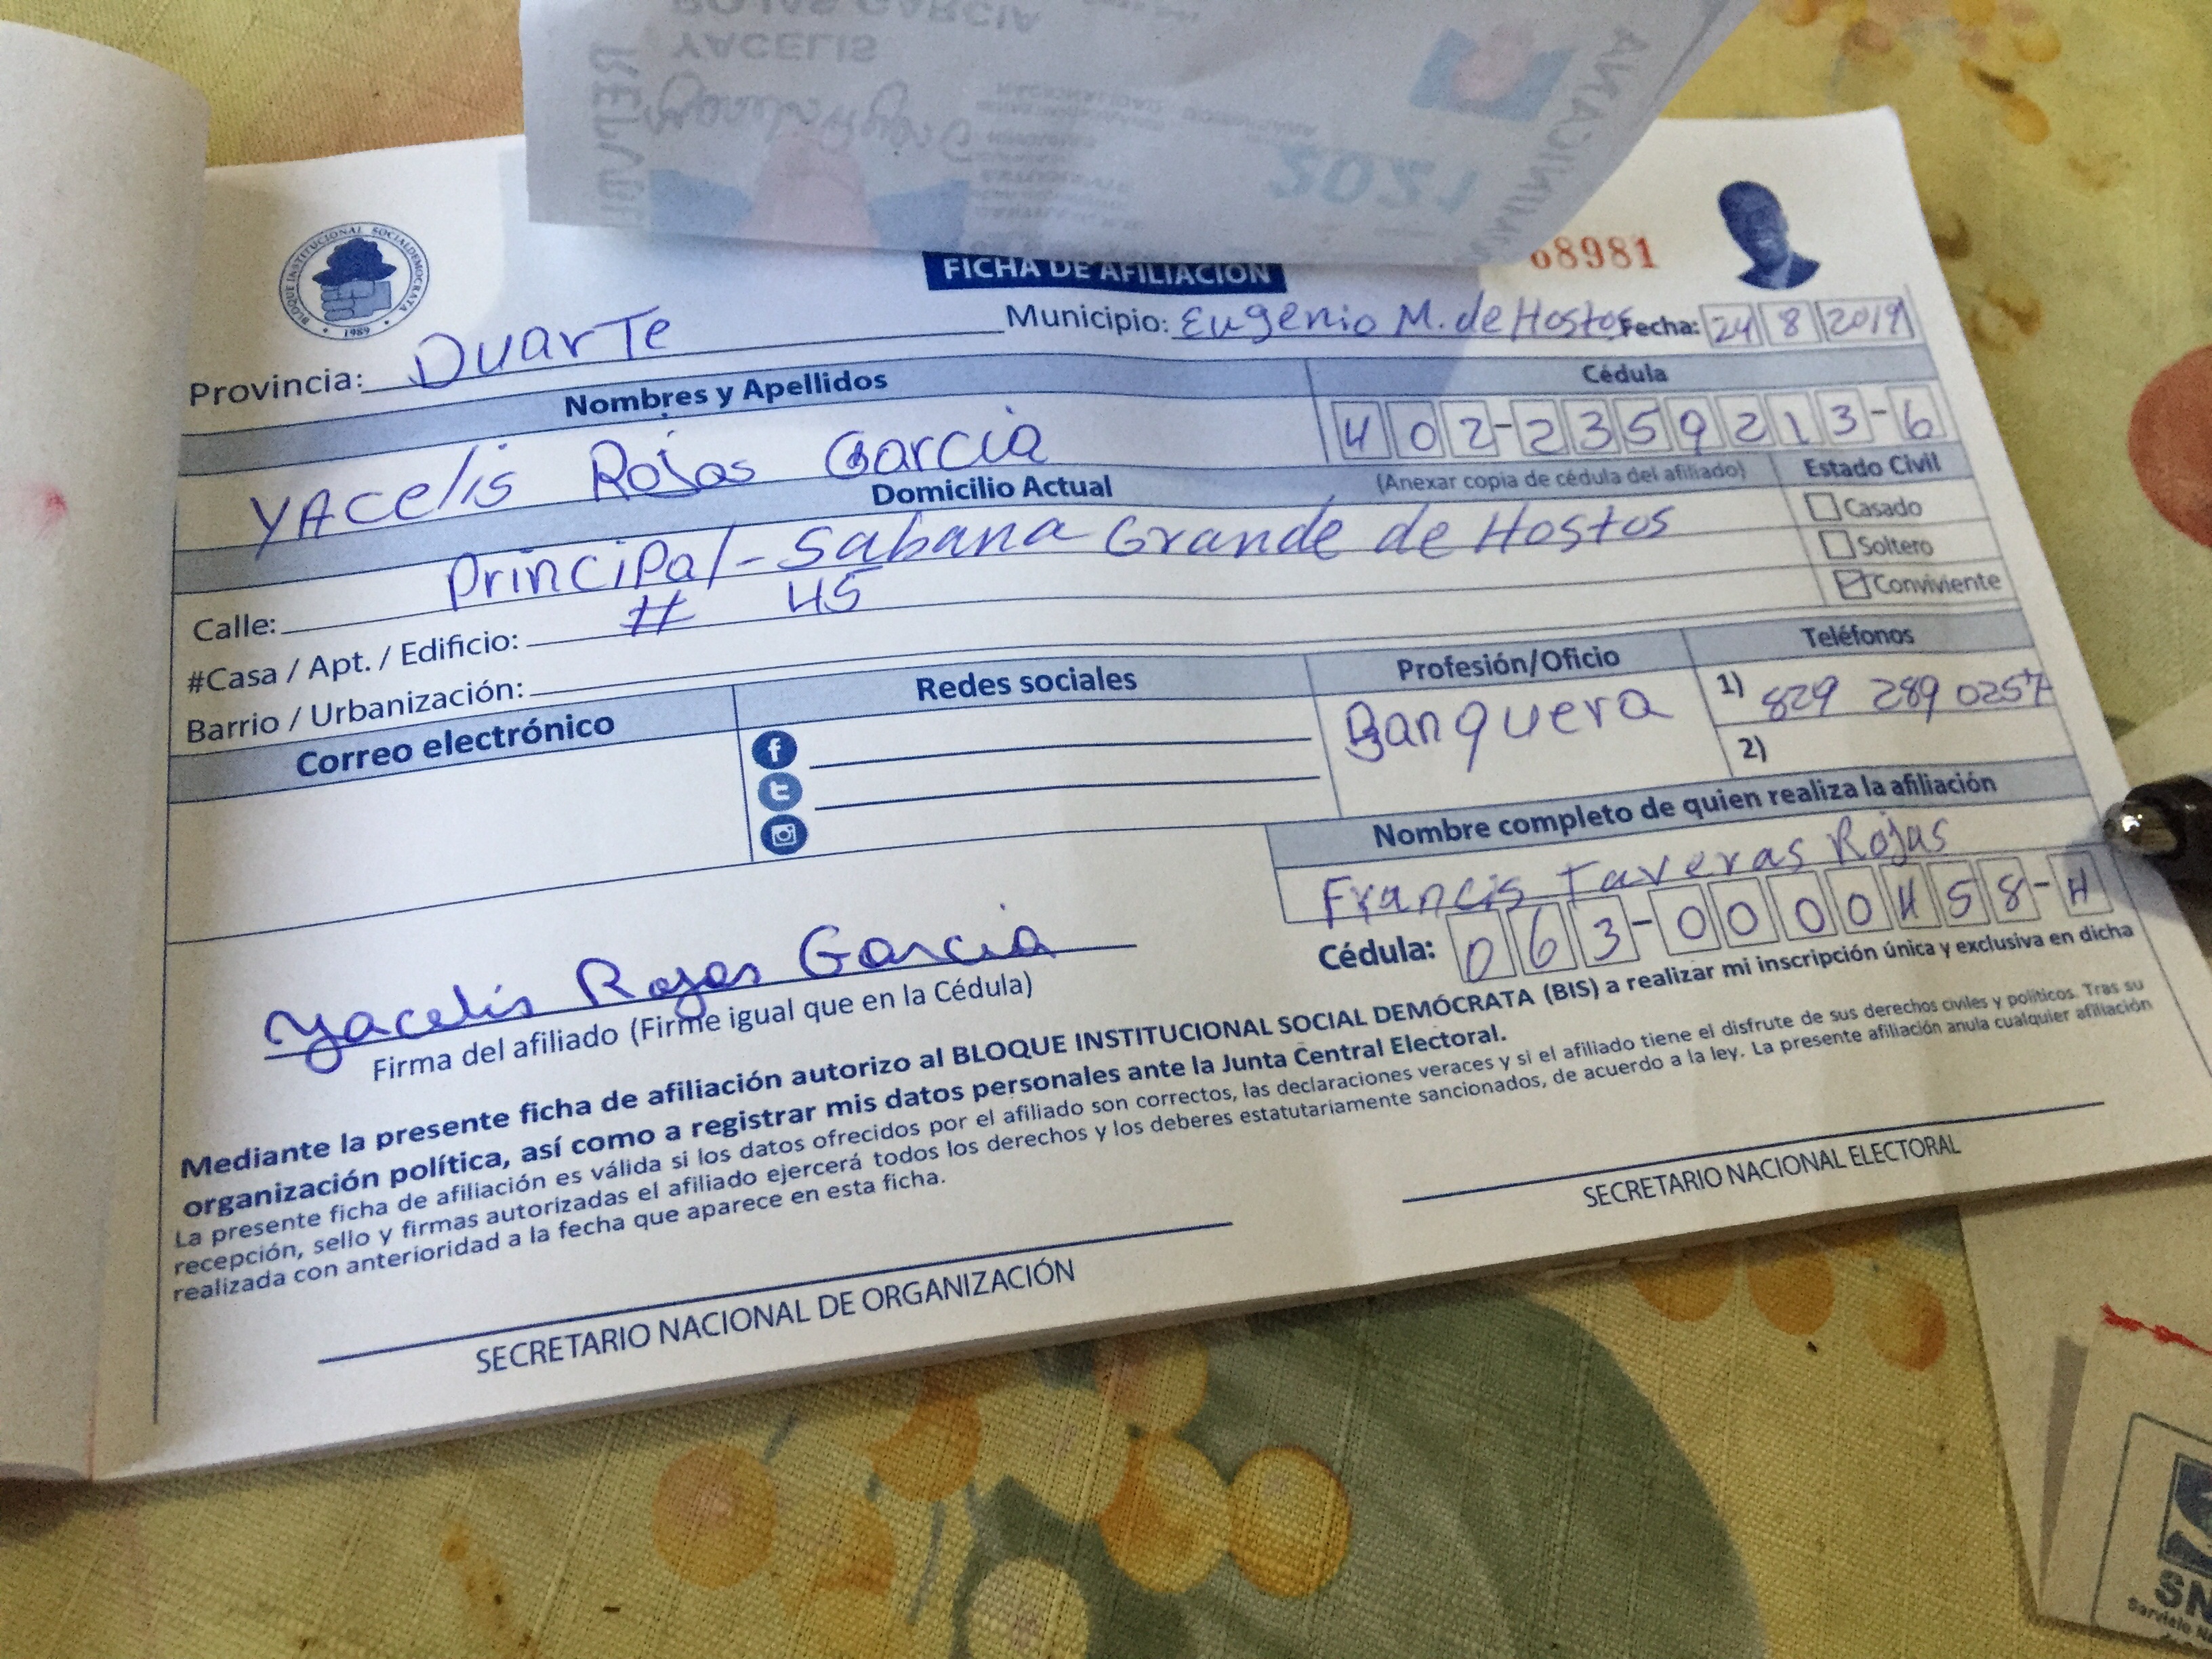 BLOQUE INSTITUCIONAL SOCIALDEMOCRATA
1989
YACELIS
2021
FICHA DE AFILIACIÓN
68981
Provincia: Duarte Municipio: Eugenio M. de Hostos Fecha: 24 8 2019
Nombres y Apellidos Cédula
YAcelis Rojas Garcia 402-2359213-6
Domicilio Actual (Anexar copia de cédula del afiliado) Estado Civil
Calle: Principal - Sabana Grande de Hostos
Casado
Soltero
Conviviente
#Casa / Apt. / Edificio: # 45
Barrio / Urbanización:
Correo electrónico Redes sociales Profesión/Oficio Teléfonos
Banquera
1) 829 289 0257
2)
Nombre completo de quien realiza la afiliación
Francis Taveras Rojas
Cédula: 063-0000458-4
Yacelis Rojas Garcia
Firma del afiliado (Firme igual que en la Cédula)
Mediante la presente ficha de afiliación autorizo al BLOQUE INSTITUCIONAL SOCIAL DEMÓCRATA (BIS) a realizar mi inscripción única y exclusiva en dicha
organización política, así como a registrar mis datos personales ante la Junta Central Electoral.
La presente ficha de afiliación es válida si los datos ofrecidos por el afiliado son correctos, las declaraciones veraces y si el afiliado tiene el disfrute de sus derechos civiles y políticos. Tras su
recepción, sello y firmas autorizadas el afiliado ejercerá todos los derechos y los deberes estatutariamente sancionados, de acuerdo a la ley. La presente afiliación anula cualquier afiliación
realizada con anterioridad a la fecha que aparece en esta ficha.
SECRETARIO NACIONAL DE ORGANIZACIÓN
SECRETARIO NACIONAL ELECTORAL